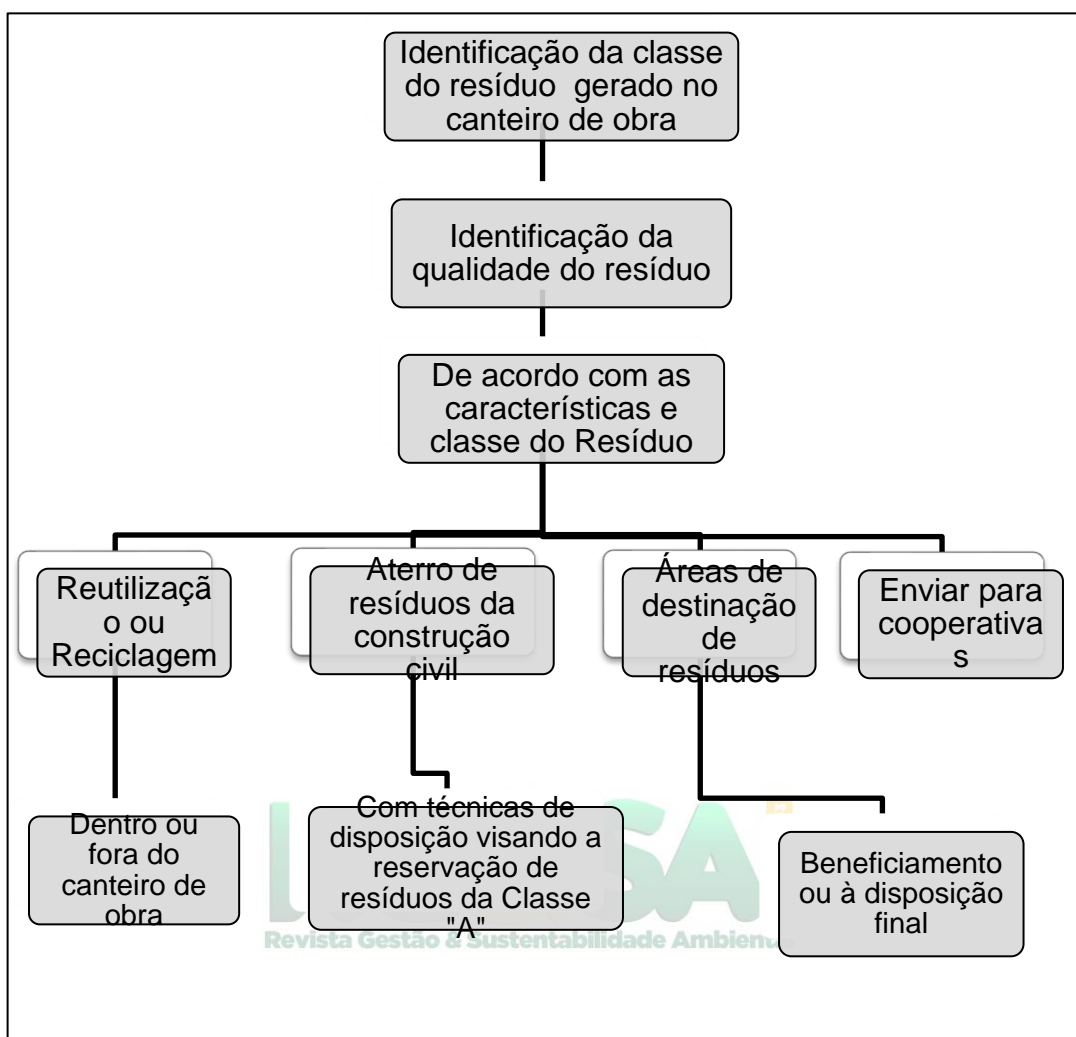 Identificação da classe
do resíduo gerado no
canteiro de obra
Identificação da
qualidade do resíduo
De acordo com as
características e
classe do Resíduo
Reutilizaçã
o ou
Reciclagem
Aterro de
resíduos da
construção
civil
Áreas de
destinação
de
resíduos
Enviar para
cooperativa
s
Dentro ou
fora do
canteiro de
obra
Com técnicas de
disposição visando a
reservação de
resíduos da Classe
"A"
Beneficiamento
ou à disposição
final
SA
Revista Gestão & Sustentabilidade